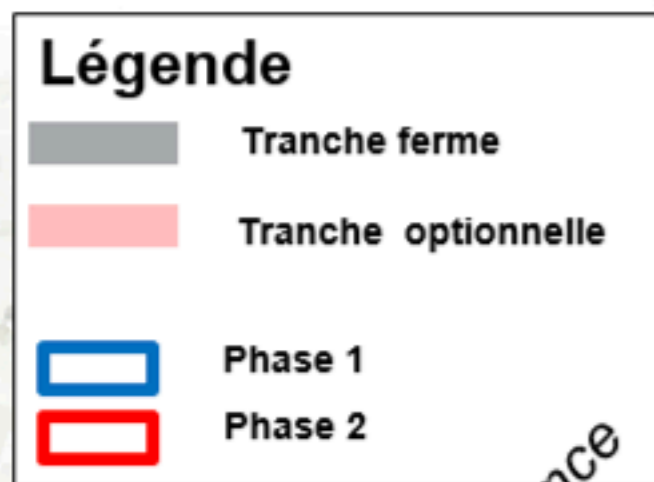 Légende
Tranche ferme
Tranche optionnelle
Phase 1
Phase 2